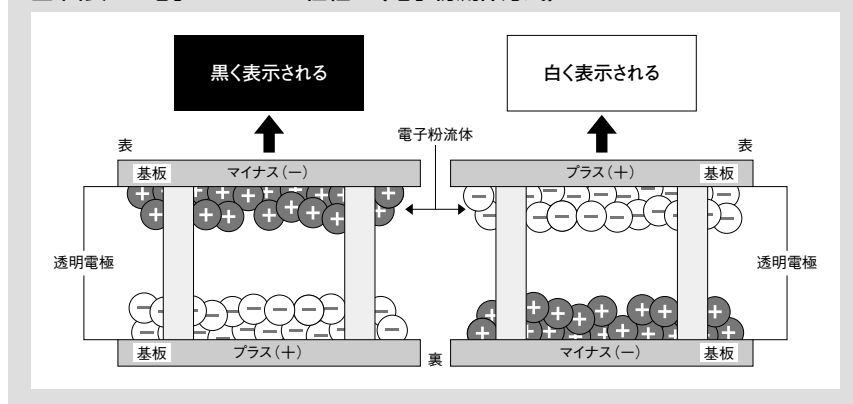 黒く表示される
白く表示される
電子粉流体
表
表
基板
マイナス(−)
プラス(+)
基板
透明電極
透明電極
基板
プラス(+)
裏
マイナス(−)
基板